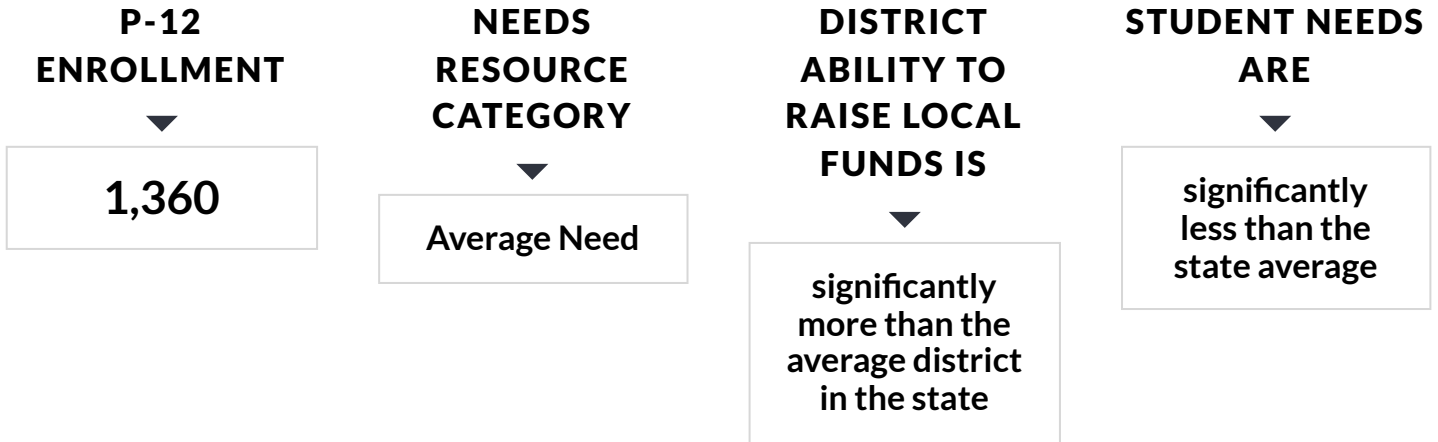 P-12
ENROLLMENT
1,360
NEEDS
RESOURCE
CATEGORY
Average Need
DISTRICT
ABILITY TO
RAISE LOCAL
FUNDS IS
significantly
more than the
average district
in the state
STUDENT NEEDS
ARE
significantly
less than the
state average